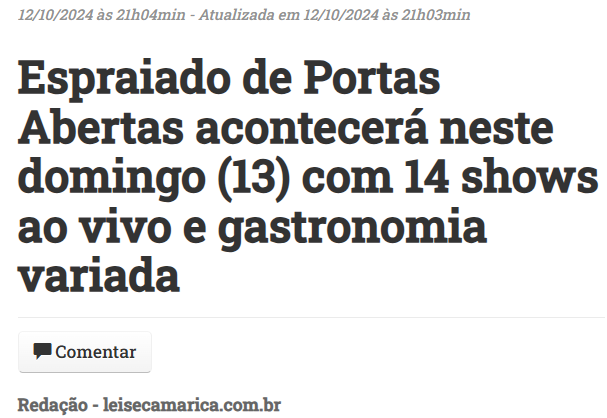 12/10/2024 às 21h04min - Atualizada em 12/10/2024 às 21h03min
Espraiado de Portas
Abertas acontecerá neste
domingo (13) com 14 shows
ao vivo e gastronomia
variada
Comentar
Redação - leisecamarica.com.br